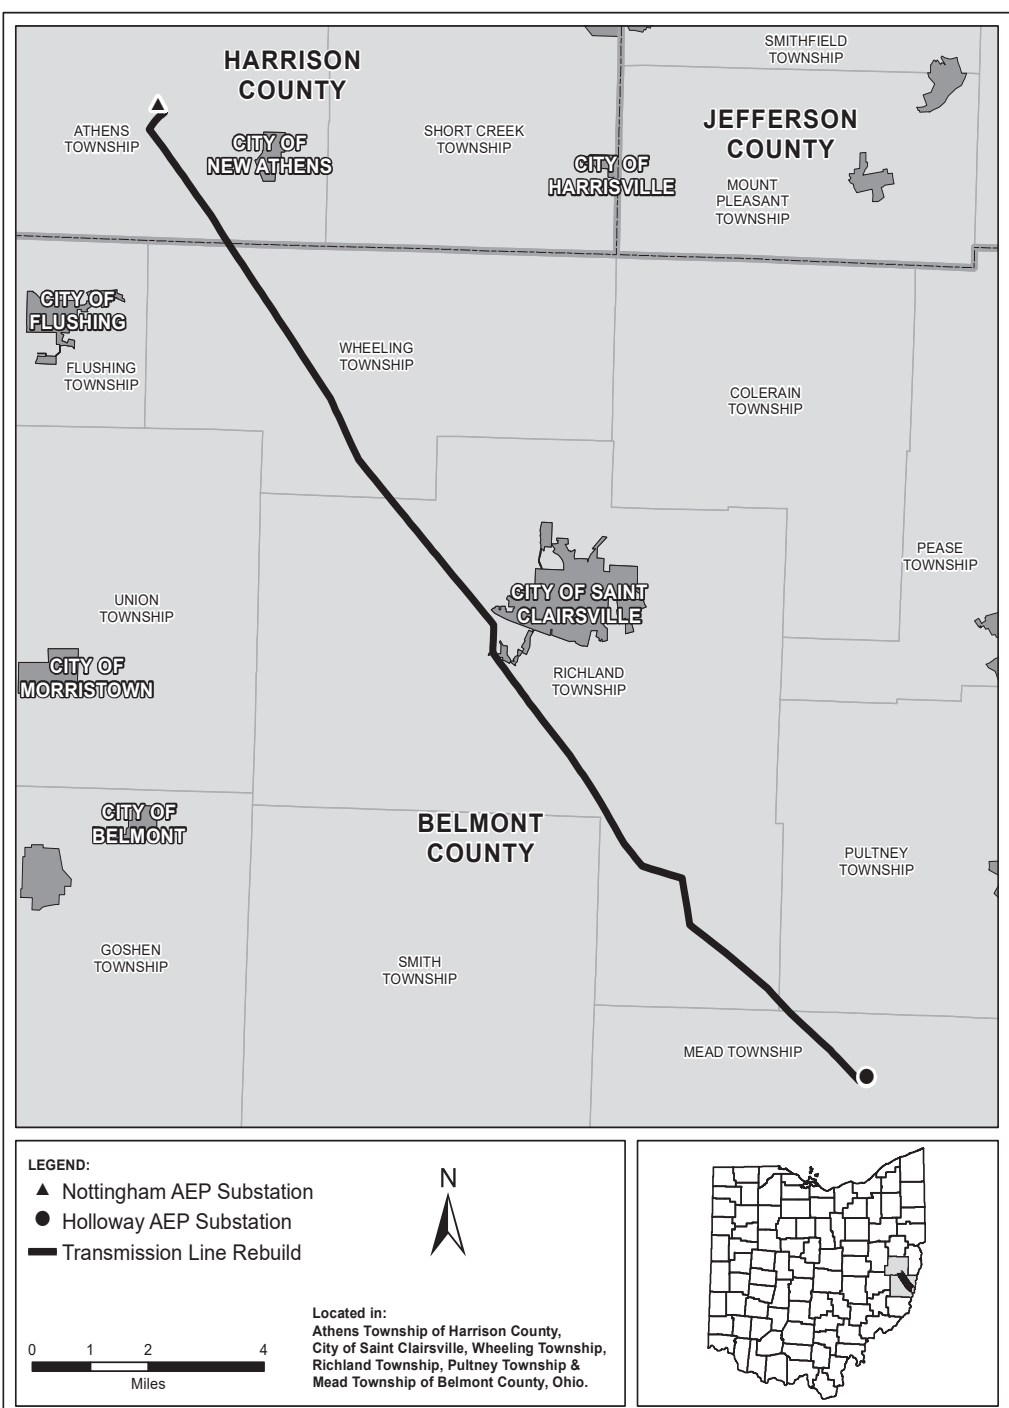 SMITHFIELD
TOWNSHIP
HARRISON
COUNTY
JEFFERSON
COUNTY
ATHENS
TOWNSHIP
CITY OF
NEW ATHENS
SHORT CREEK
TOWNSHIP
CITY OF
HARRISVILLE
MOUNT
PLEASANT
TOWNSHIP
CITY OF
FLUSHING
FLUSHING
TOWNSHIP
WHEELING
TOWNSHIP
COLERAIN
TOWNSHIP
PEASE
TOWNSHIP
UNION
TOWNSHIP
CITY OF SAINT
CLAIRSVILLE
CITY OF
MORRISTOWN
RICHLAND
TOWNSHIP
CITY OF
BELMONT
BELMONT
COUNTY
PULTNEY
TOWNSHIP
GOSHEN
TOWNSHIP
SMITH
TOWNSHIP
MEAD TOWNSHIP
LEGEND:
Nottingham AEP Substation
Holloway AEP Substation
Transmission Line Rebuild
N
0 1 2 4
Miles
Located in:
Athens Township of Harrison County,
City of Saint Clairsville, Wheeling Township,
Richland Township, Pultney Township &
Mead Township of Belmont County, Ohio.